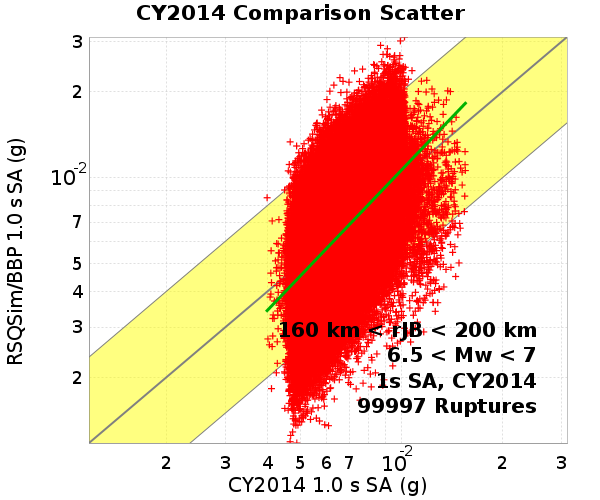 CY2014 Comparison Scatter
RSQSim/BBP 1.0 s SA (g)
3
2
10-2
7
5
4
3
2
160 km < rJB < 200 km
6.5 < Mw < 7
1s SA, CY2014
99997 Ruptures
2 3 4 5 6 7 10-2 2 3
CY2014 1.0 s SA (g)